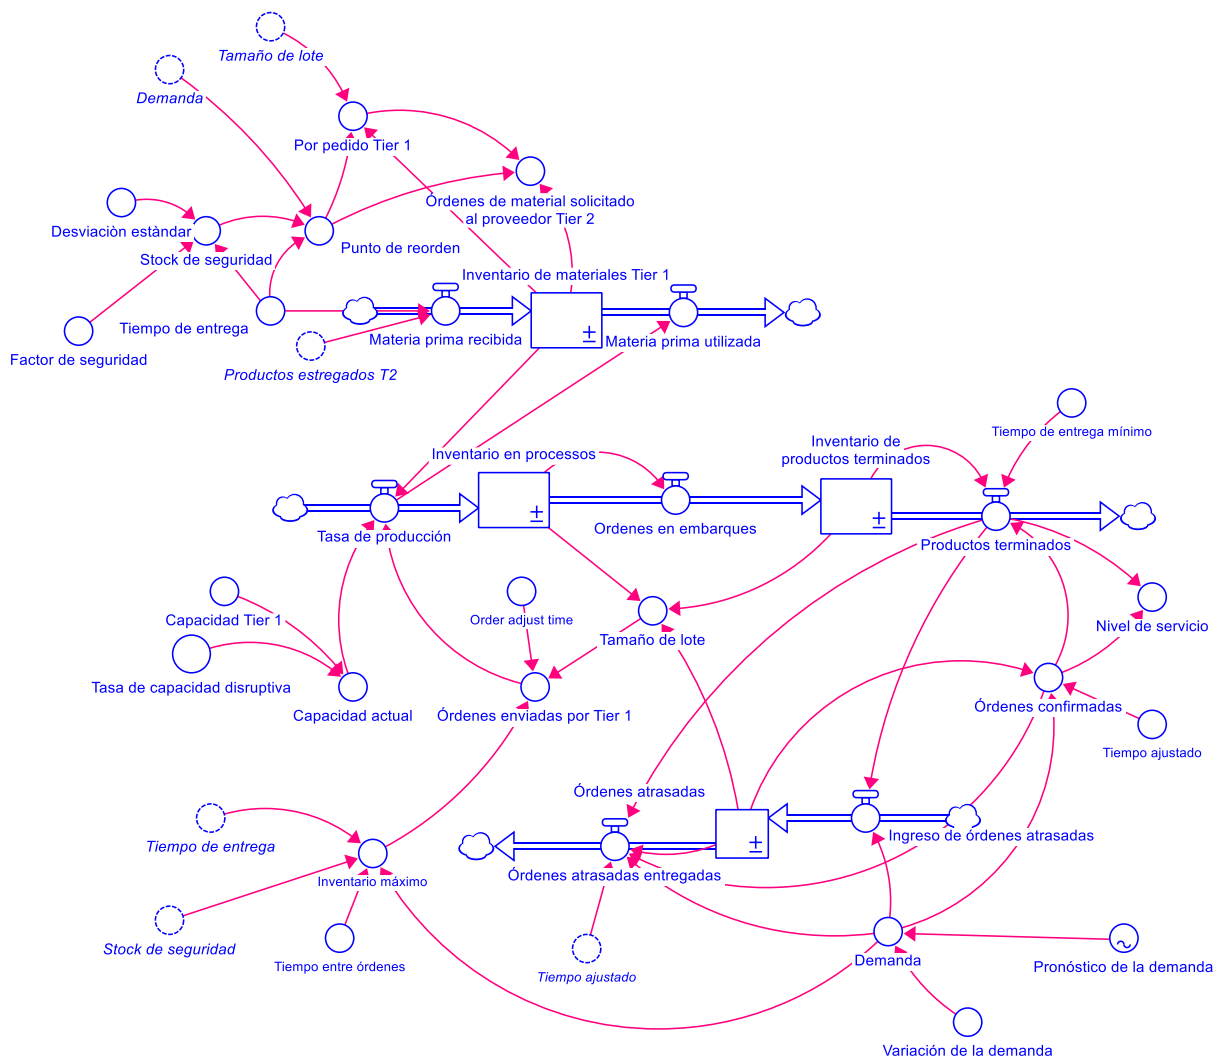 Tamaño de lote
Demanda
Por pedido Tier 1
Órdenes de material solicitado
al proveedor Tier 2
Desviaciòn estàndar
Stock de seguridad
Punto de reorden
Inventario de materiales Tier 1
Tiempo de entrega
Materia prima recibida
Materia prima utilizada
Factor de seguridad
Productos estregados T2
Tiempo de entrega mínimo
Inventario de
productos terminados
Inventario en processos
Tasa de producción
Ordenes en embarques
Productos terminados
Capacidad Tier 1
Order adjust time
Tamaño de lote
Nivel de servicio
Tasa de capacidad disruptiva
Capacidad actual
Órdenes enviadas por Tier 1
Órdenes confirmadas
Tiempo ajustado
Órdenes atrasadas
Ingreso de órdenes atrasadas
Tiempo de entrega
Inventario máximo
Órdenes atrasadas entregadas
Stock de seguridad
Tiempo entre órdenes
Tiempo ajustado
Demanda
Pronóstico de la demanda
Variación de la demanda